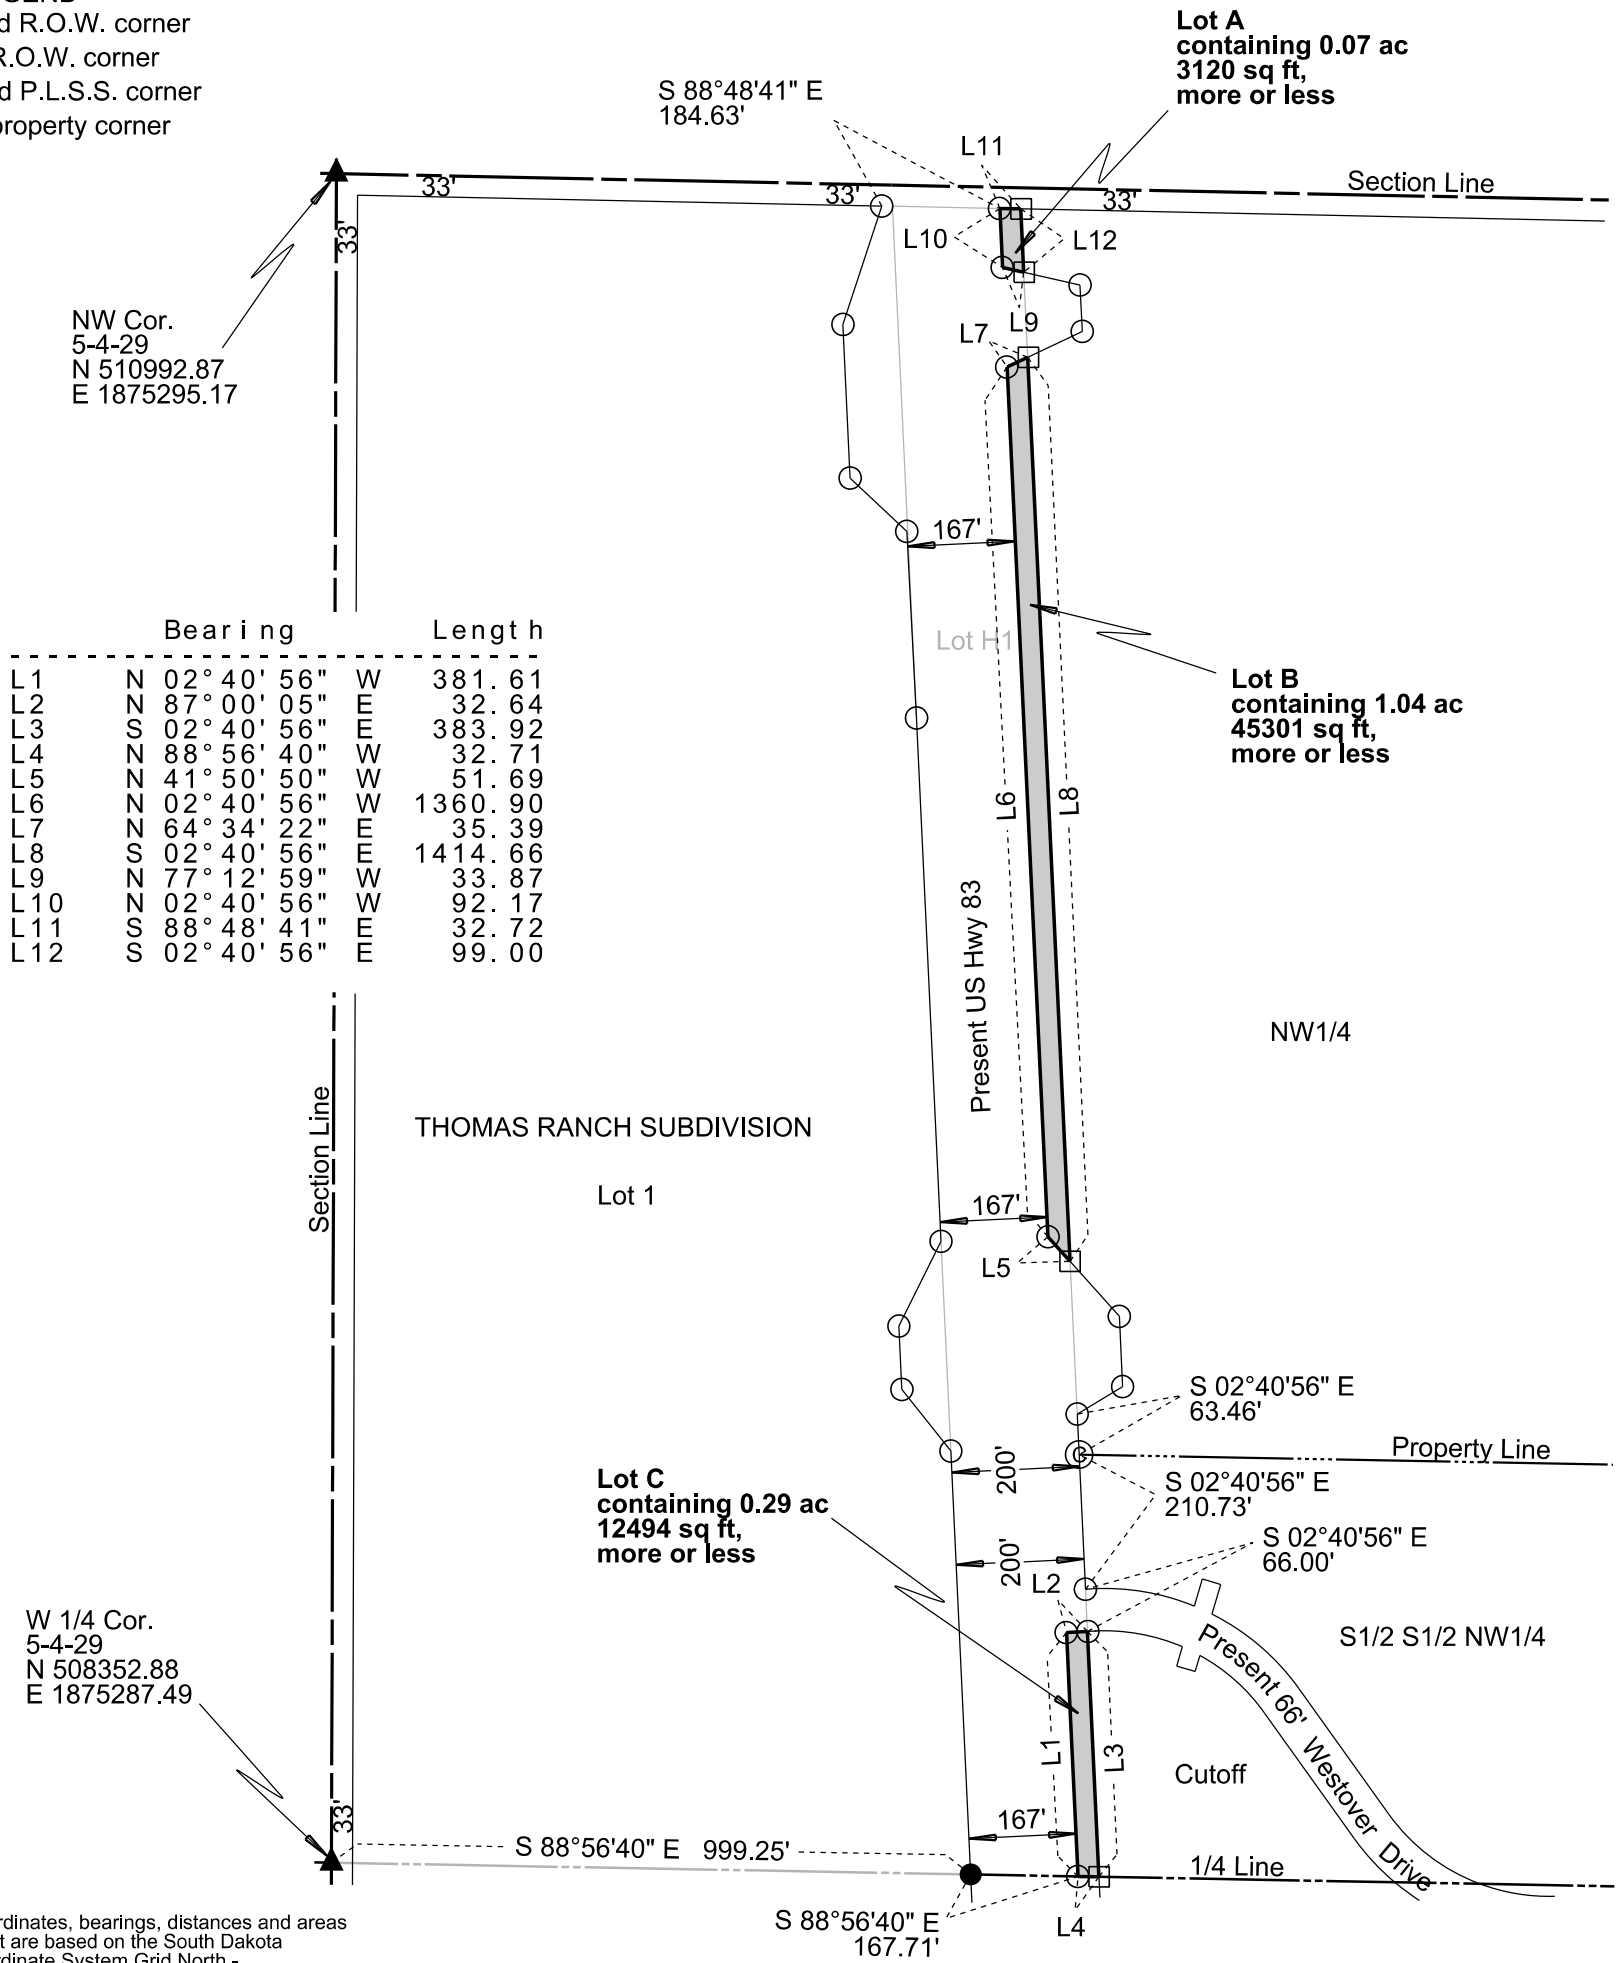 d R.O.W. corner
R.O.W. corner
d P.L.S.S. corner
property corner
Lot A
containing 0.07 ac
3120 sq ft,
more or less
S 88°48'41" E
184.63'
L11
Section Line
33'
33'
33'
33'
L10
L12
NW Cor.
5-4-29
N 510992.87
E 1875295.17
L9
L7
167'
Lot H1
Bearing Length
L1 N 02°40'56" W 381.61
L2 N 87°00'05" E 32.64
L3 S 02°40'56" E 383.92
L4 N 88°56'40" W 32.71
L5 N 41°50'50" W 51.69
L6 N 02°40'56" W 1360.90
L7 N 64°34'22" E 35.39
L8 S 02°40'56" E 1414.66
L9 N 77°12'59" W 33.87
L10 N 02°40'56" W 92.17
L11 S 88°48'41" E 32.72
L12 S 02°40'56" E 99.00
Lot B
containing 1.04 ac
45301 sq ft,
more or less
L6
L8
Present US Hwy 83
NW1/4
Section Line
THOMAS RANCH SUBDIVISION
Lot 1
167'
L5
S 02°40'56" E
63.46'
Property Line
200'
S 02°40'56" E
210.73'
Lot C
containing 0.29 ac
12494 sq ft,
more or less
S 02°40'56" E
66.00'
200'
L2
W 1/4 Cor.
5-4-29
N 508352.88
E 1875287.49
S1/2 S1/2 NW1/4
Present 66' Westover Drive
L1
L3
Cutoff
33'
167'
S 88°56'40" E 999.25'
1/4 Line
S 88°56'40" E
167.71'
L4
rdinates, bearings, distances and areas
t are based on the South Dakota